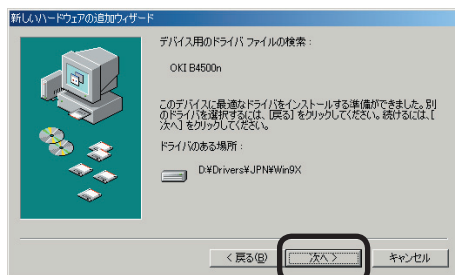 新しいハードウェアの追加ウィザード
デバイス用のドライバ ファイルの検索 :
OKI B4500n
このデバイスに最適なドライバをインストールする準備ができました。別
のドライバを選択するには、[戻る] をクリックしてください。続けるには、[
次へ] をクリックしてください。
ドライバのある場所 :
D:¥Drivers¥JPN¥Win9X
< 戻る(B)
次へ >
キャンセル